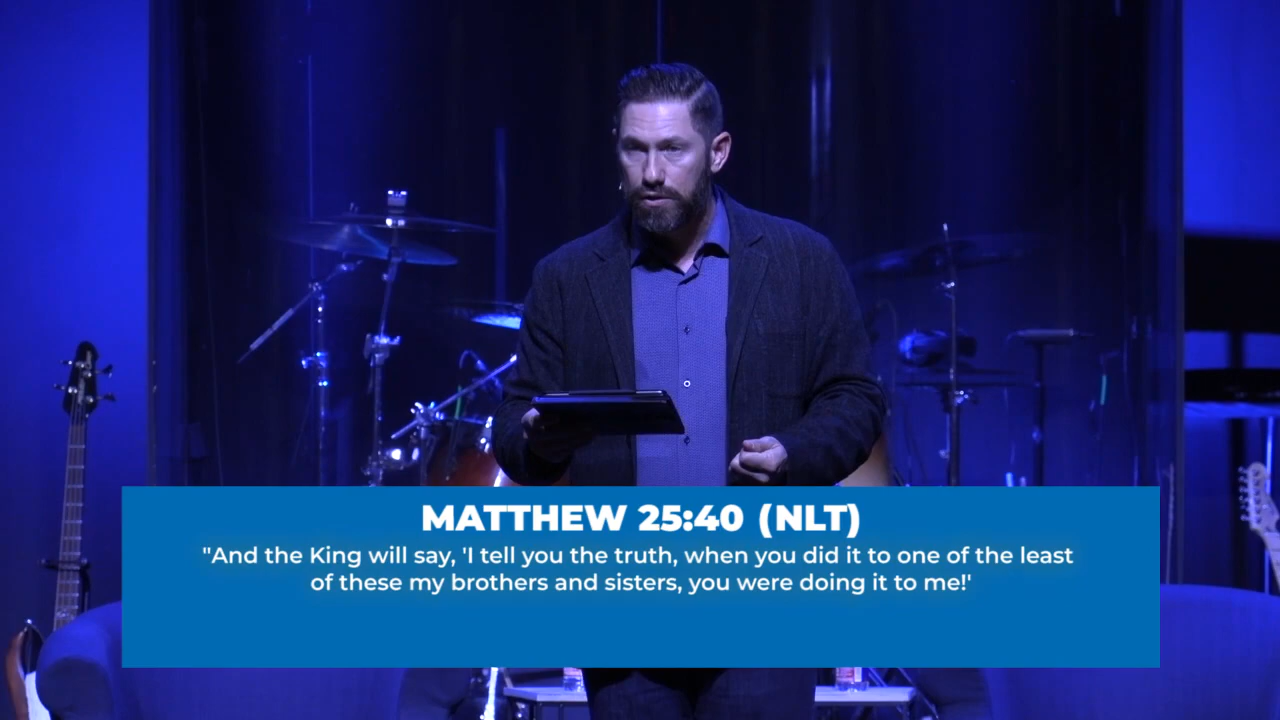 MATTHEW 25:40 (NLT)
"And the King will say, 'I tell you the truth, when you did it to one of the least
of these my brothers and sisters, you were doing it to me!'